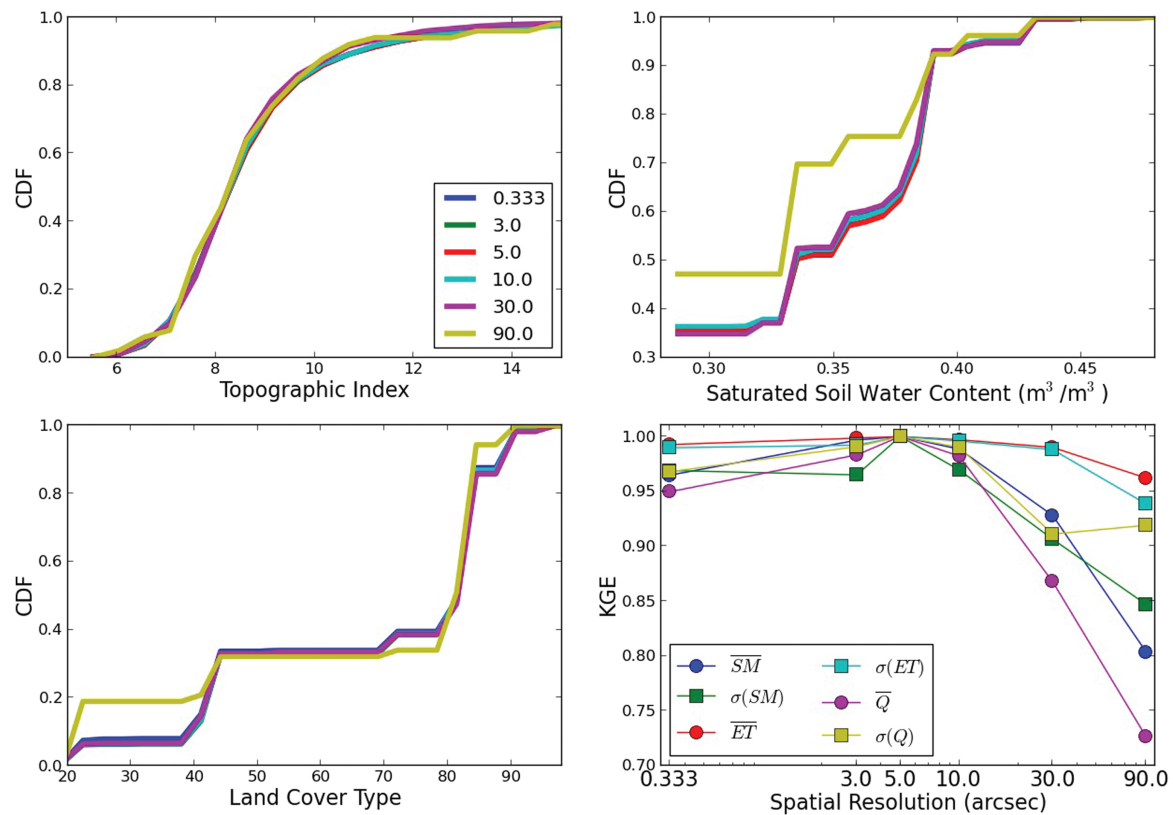 1.0
0.8
0.6
0.4
0.2
0.0
CDF
6 8 10 12 14
Topographic Index
0.333
3.0
5.0
10.0
30.0
90.0
1.0
0.9
0.8
0.7
0.6
0.5
0.4
0.3
CDF
0.30 0.35 0.40 0.45
Saturated Soil Water Content (m³ /m³ )
1.0
0.8
0.6
0.4
0.2
0.0
CDF
20 30 40 50 60 70 80 90
Land Cover Type
1.00
0.95
0.90
0.85
0.80
0.75
0.70
KGE
S̅M̅
σ(SM)
E̅T̅
σ(ET)
Q̅
σ(Q)
0.333 3.0 5.0 10.0 30.0 90.0
Spatial Resolution (arcsec)